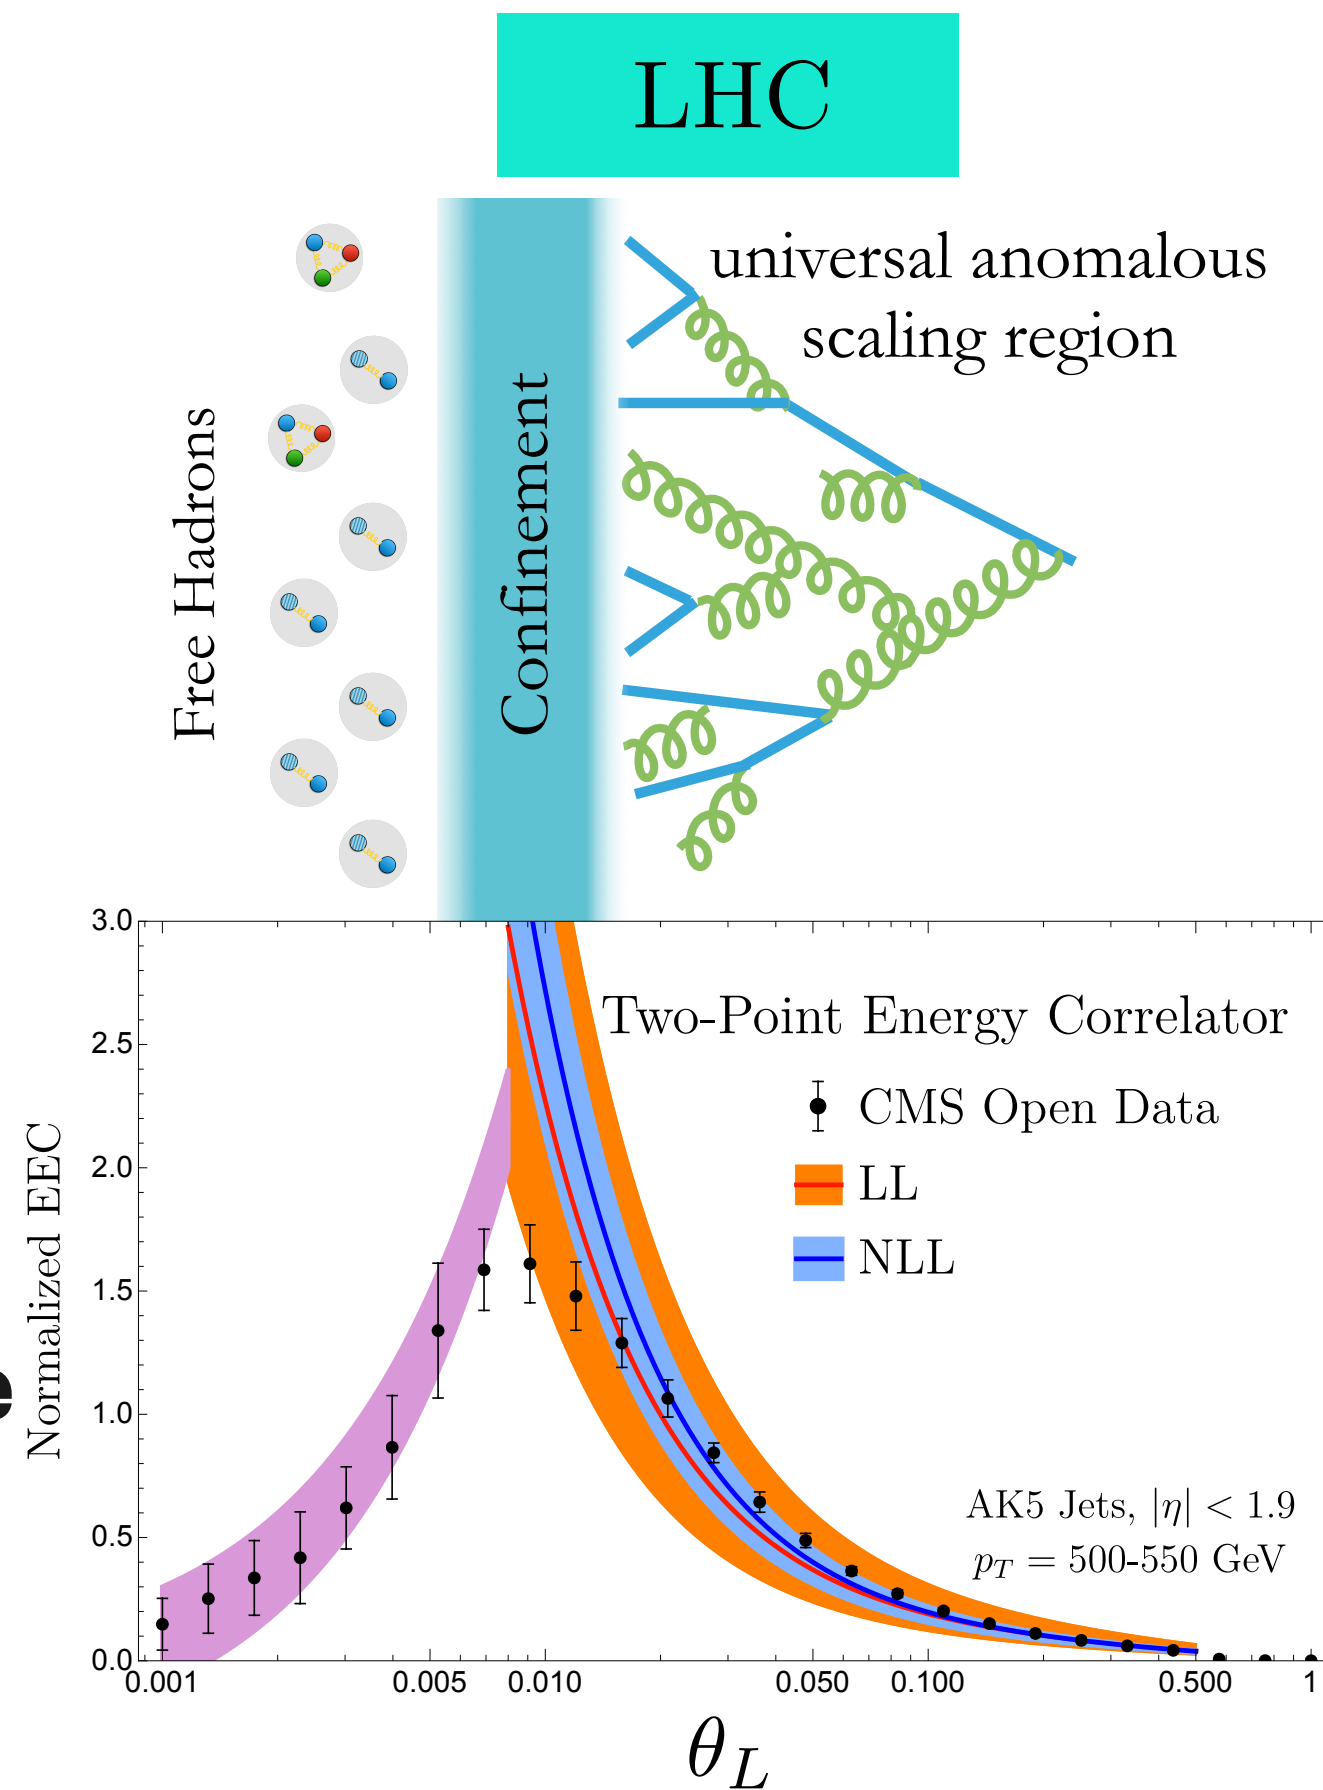 LHC
universal anomalous
scaling region
Free Hadrons
Confinement
Two-Point Energy Correlator
CMS Open Data
LL
NLL
AK5 Jets, |η| < 1.9
p_T = 500-550 GeV
Normalized EEC
3.0
2.5
2.0
1.5
1.0
0.5
0.0
0.001 0.005 0.010 0.050 0.100 0.500 1
θ_L